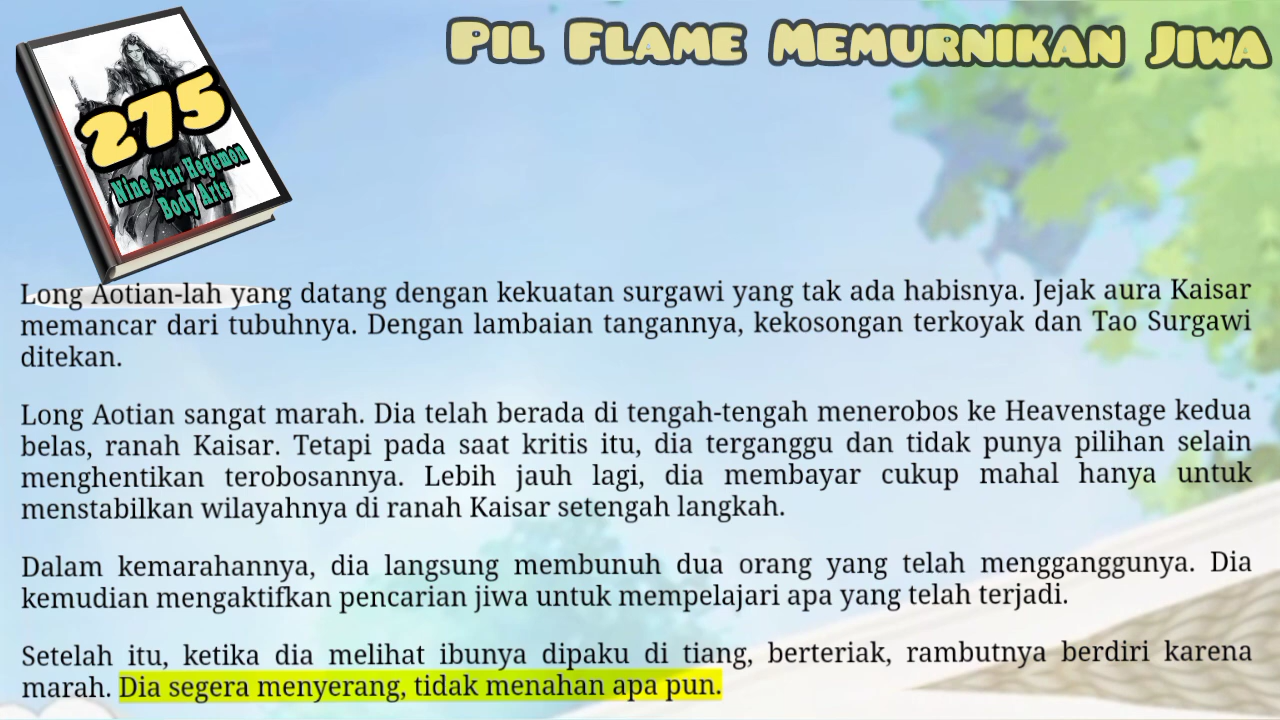 Pil Flame Memurnikan Jiwa
275
Nine Star Hegemon
Body Arts
Long Aotian-lah yang datang dengan kekuatan surgawi yang tak ada habisnya. Jejak aura Kaisar
memancar dari tubuhnya. Dengan lambaian tangannya, kekosongan terkoyak dan Tao Surgawi
ditekan.
Long Aotian sangat marah. Dia telah berada di tengah-tengah menerobos ke Heavenstage kedua
belas, ranah Kaisar. Tetapi pada saat kritis itu, dia terganggu dan tidak punya pilihan selain
menghentikan terobosannya. Lebih jauh lagi, dia membayar cukup mahal hanya untuk
menstabilkan wilayahnya di ranah Kaisar setengah langkah.
Dalam kemarahannya, dia langsung membunuh dua orang yang telah mengganggunya. Dia
kemudian mengaktifkan pencarian jiwa untuk mempelajari apa yang telah terjadi.
Setelah itu, ketika dia melihat ibunya dipaku di tiang, berteriak, rambutnya berdiri karena
marah. Dia segera menyerang, tidak menahan apa pun.